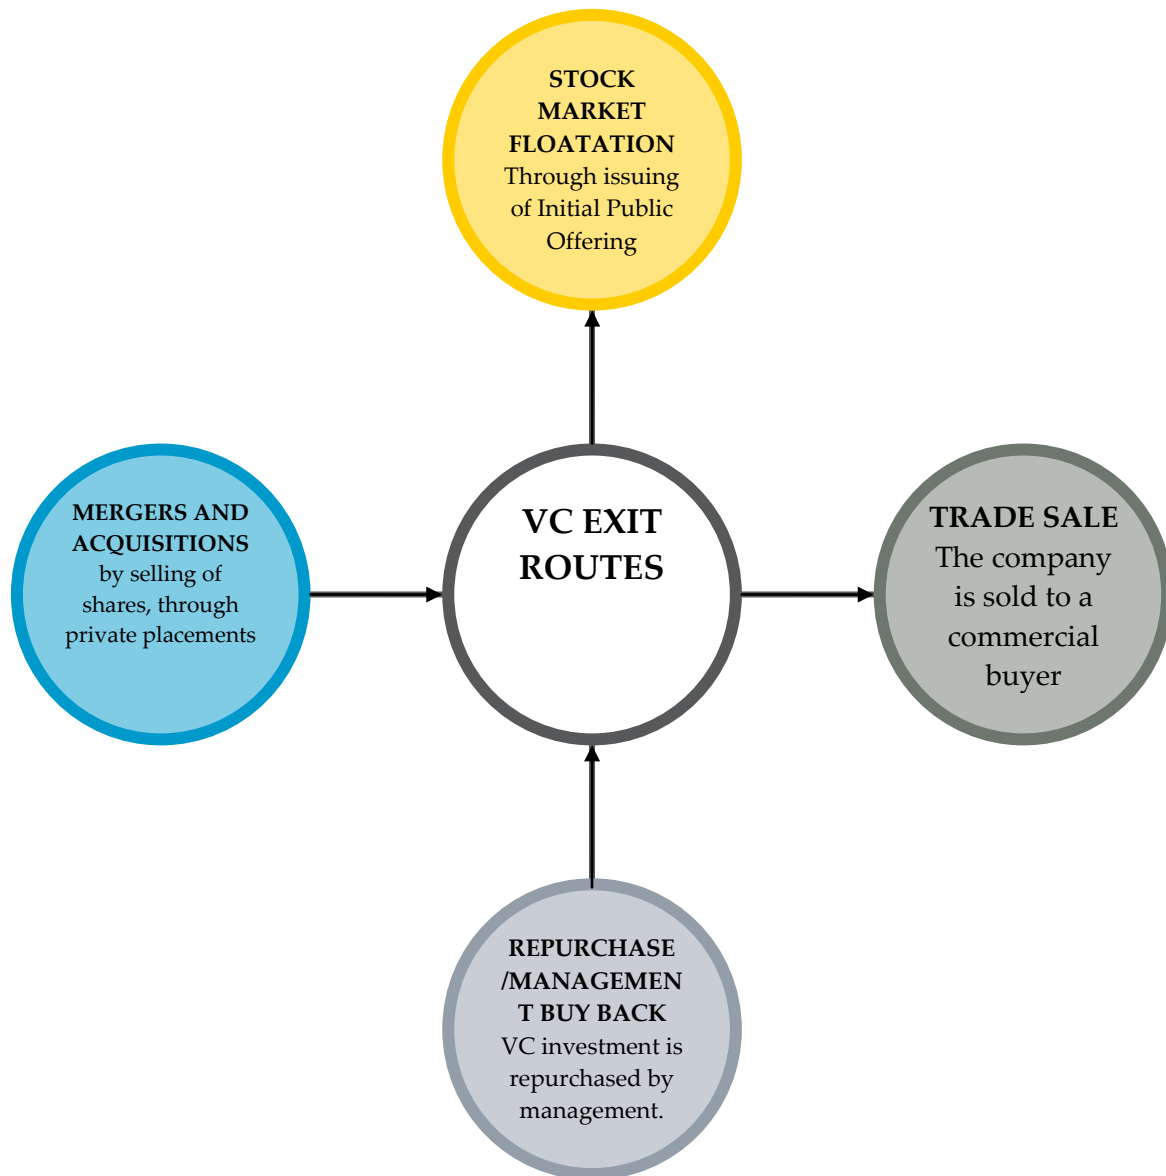 STOCK
MARKET
FLOATATION
Through issuing
of Initial Public
Offering
MERGERS AND
ACQUISITIONS
by selling of
shares, through
private placements
VC EXIT
ROUTES
TRADE SALE
The company
is sold to a
commercial
buyer
REPURCHASE
/MANAGEMEN
T BUY BACK
VC investment is
repurchased by
management.